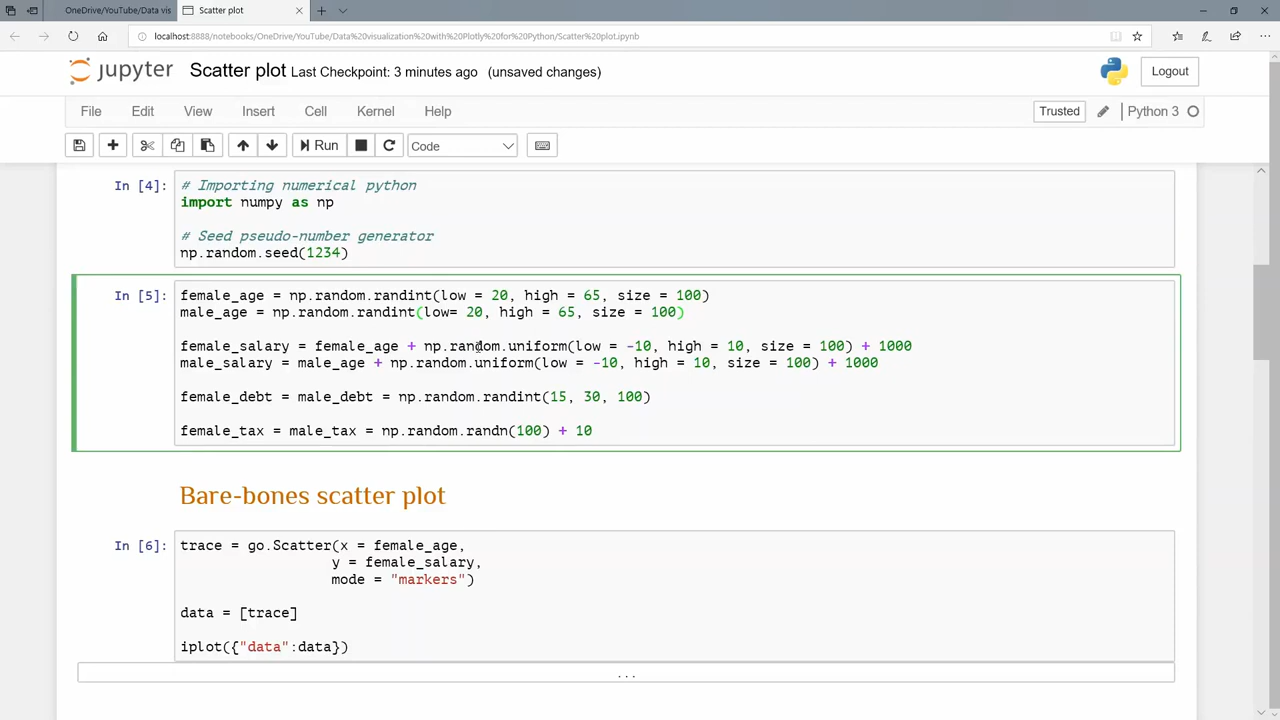 OneDrive/YouTube/Data vis
Scatter plot
localhost:8888/notebooks/OneDrive/YouTube/Data%20visualization%20with%20Plotly%20for%20Python/Scatter%20plot.ipynb
jupyter Scatter plot Last Checkpoint: 3 minutes ago (unsaved changes)
Logout
File Edit View Insert Cell Kernel Help
Trusted Python 3
Run Code
In [4]: # Importing numerical python
import numpy as np
# Seed pseudo-number generator
np.random.seed(1234)
In [5]: female_age = np.random.randint(low = 20, high = 65, size = 100)
male_age = np.random.randint(low= 20, high = 65, size = 100)
female_salary = female_age + np.random.uniform(low = -10, high = 10, size = 100) + 1000
male_salary = male_age + np.random.uniform(low = -10, high = 10, size = 100) + 1000
female_debt = male_debt = np.random.randint(15, 30, 100)
female_tax = male_tax = np.random.randn(100) + 10
Bare-bones scatter plot
In [6]: trace = go.Scatter(x = female_age,
y = female_salary,
mode = "markers")
data = [trace]
iplot({"data":data})
...